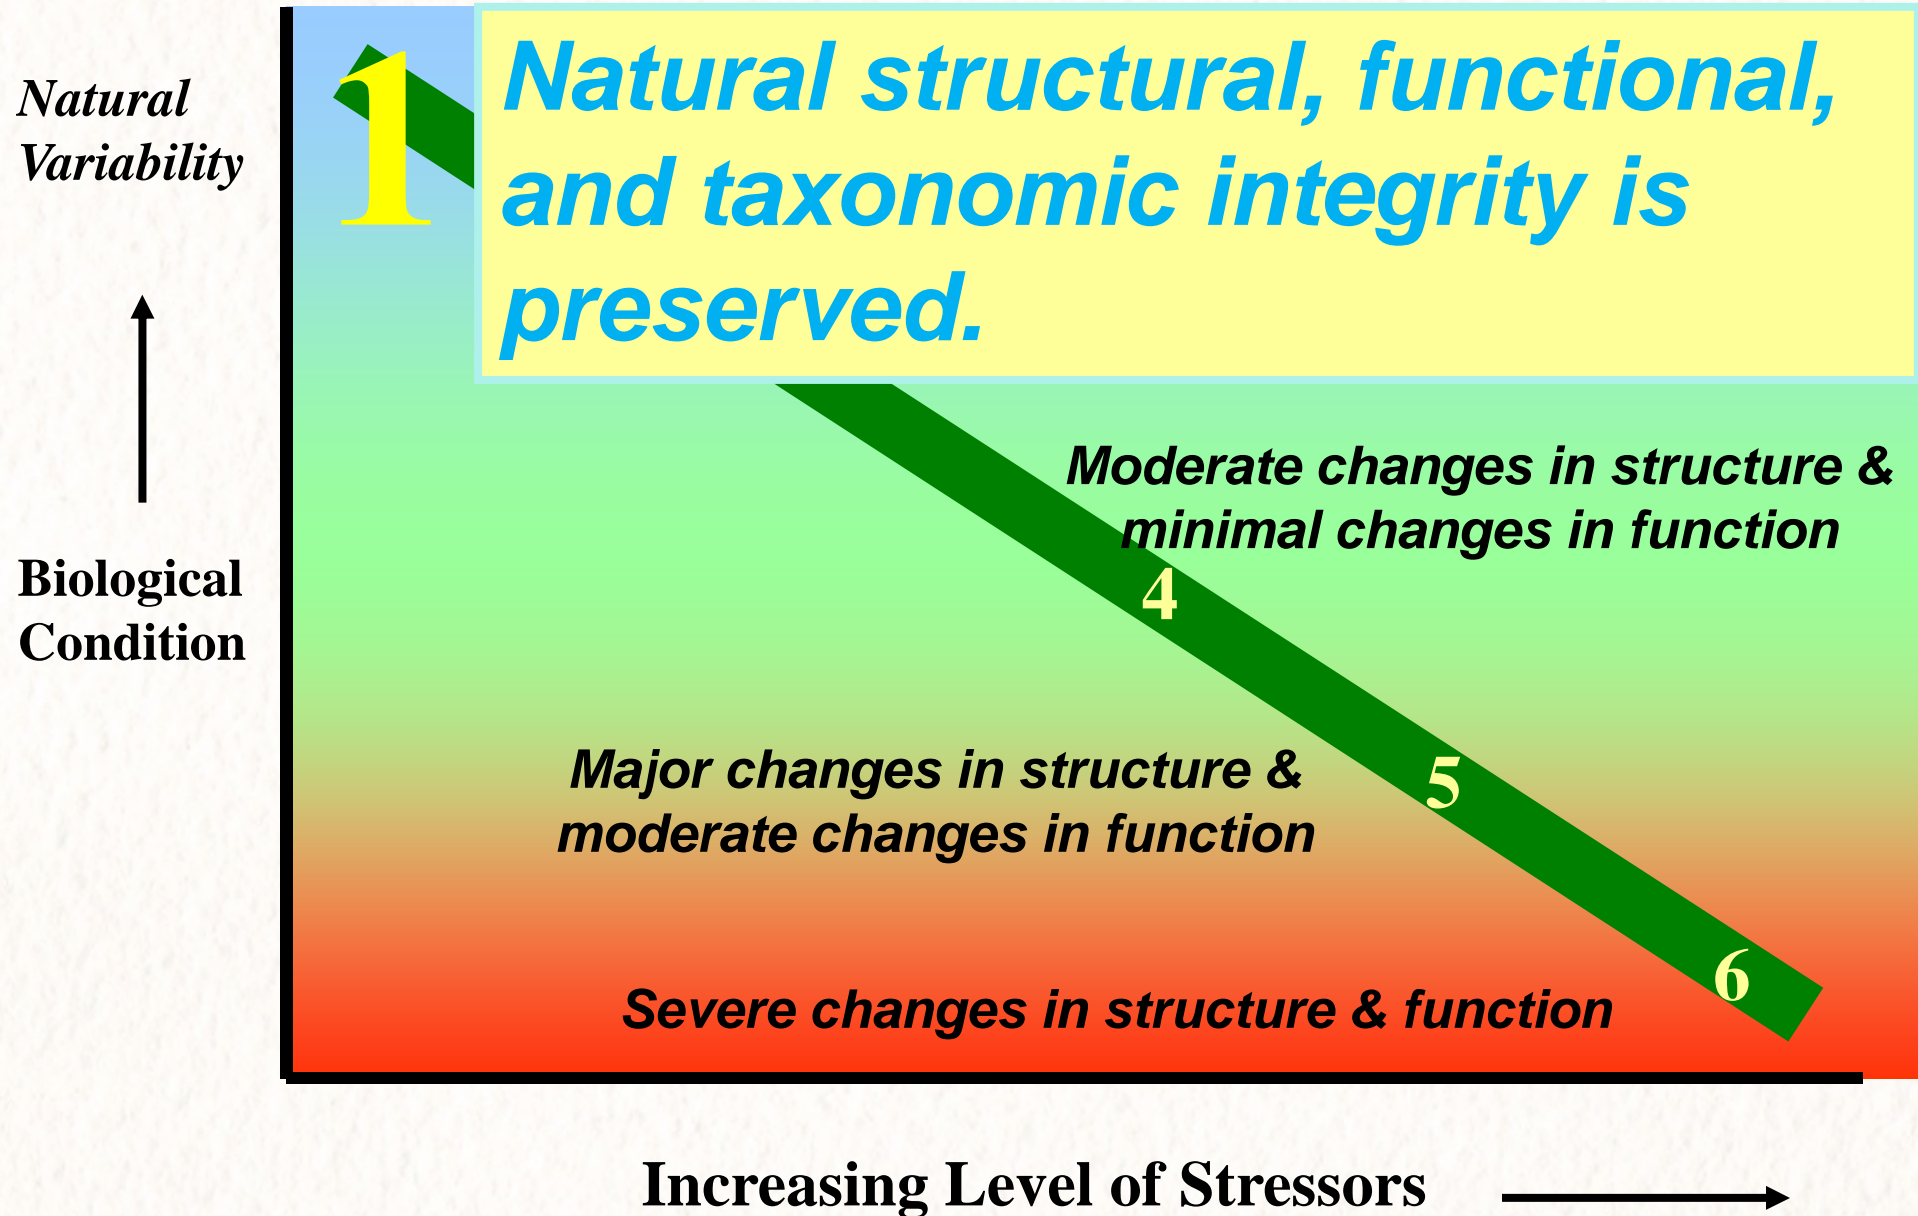 Natural
Variability
1
Natural structural, functional,
and taxonomic integrity is
preserved.
Moderate changes in structure &
minimal changes in function
4
Biological
Condition
Major changes in structure &
moderate changes in function
5
6
Severe changes in structure & function
Increasing Level of Stressors